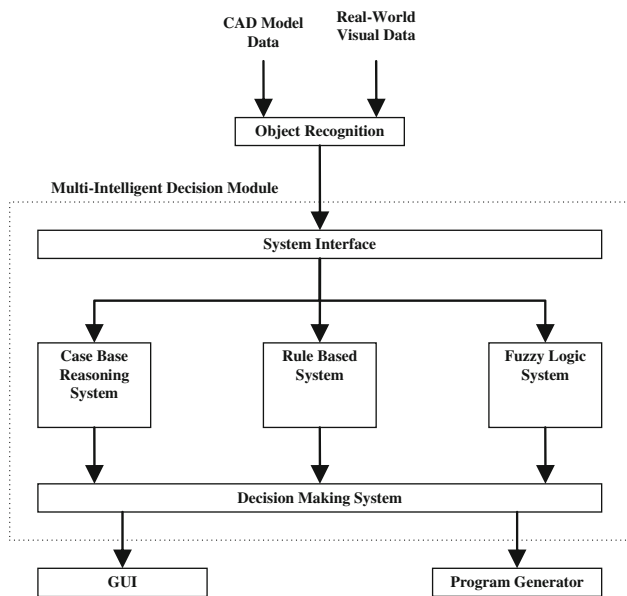 CAD Model
Data
Real-World
Visual Data
Object Recognition
Multi-Intelligent Decision Module
System Interface
Case Base
Reasoning
System
Rule Based
System
Fuzzy Logic
System
Decision Making System
GUI
Program Generator